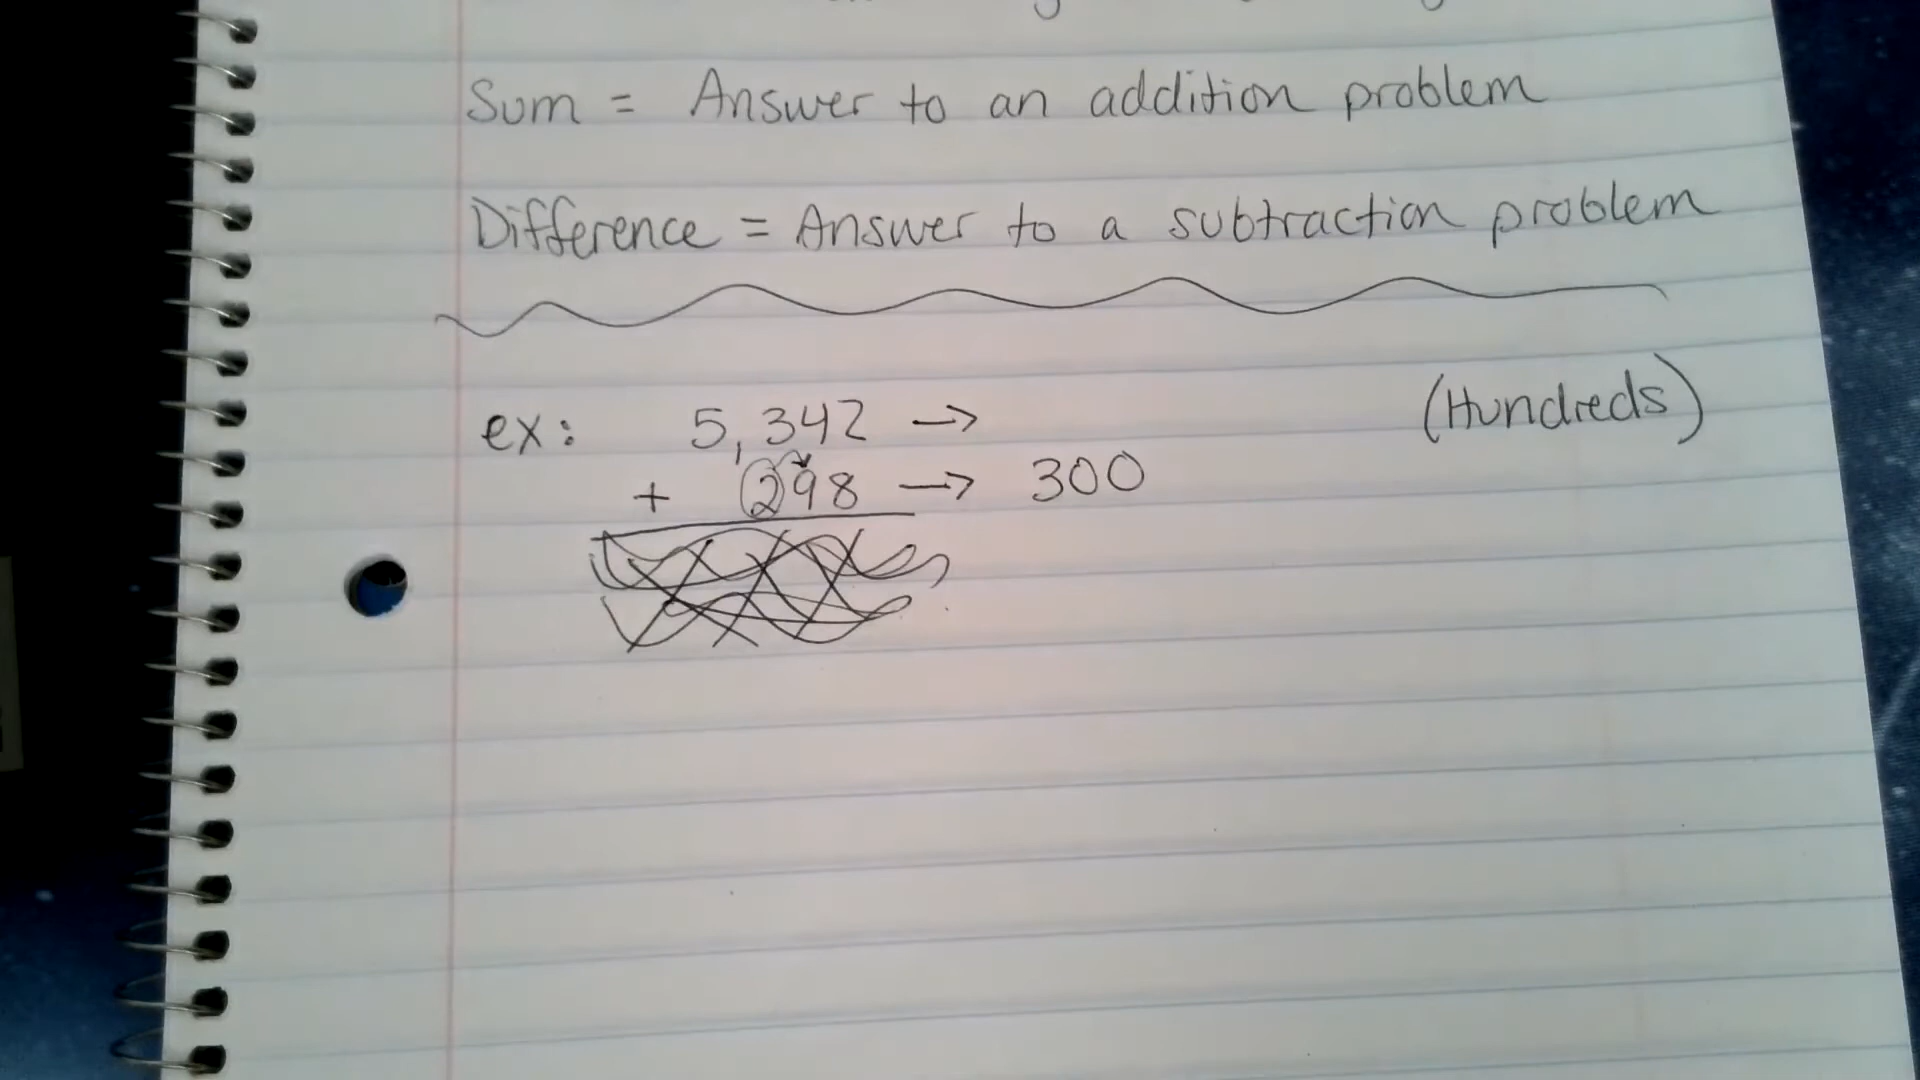 Sum = Answer to an addition problem
Difference = Answer to a subtraction problem
ex: 5,342 → (Hundreds)
+ 298 → 300